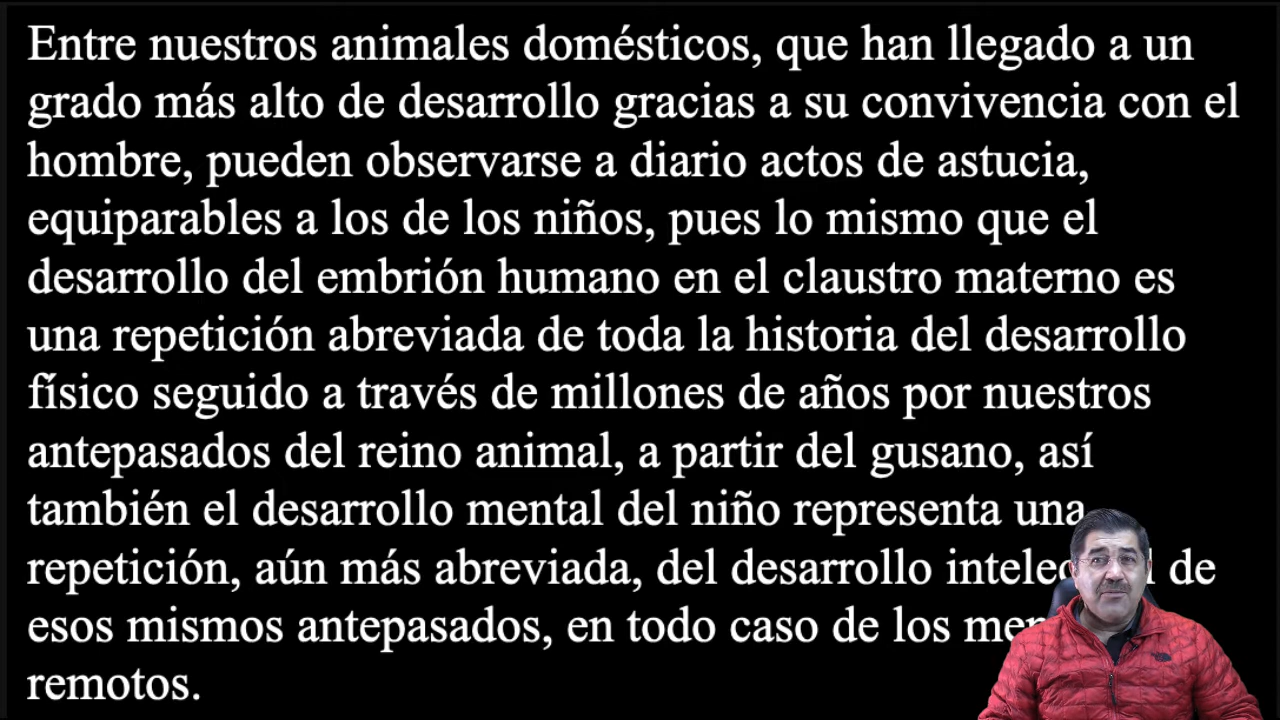 Entre nuestros animales domésticos, que han llegado a un
grado más alto de desarrollo gracias a su convivencia con el
hombre, pueden observarse a diario actos de astucia,
equiparables a los de los niños, pues lo mismo que el
desarrollo del embrión humano en el claustro materno es
una repetición abreviada de toda la historia del desarrollo
físico seguido a través de millones de años por nuestros
antepasados del reino animal, a partir del gusano, así
también el desarrollo mental del niño representa una
repetición, aún más abreviada, del desarrollo de
esos mismos antepasados, en todo caso de los
remotos.